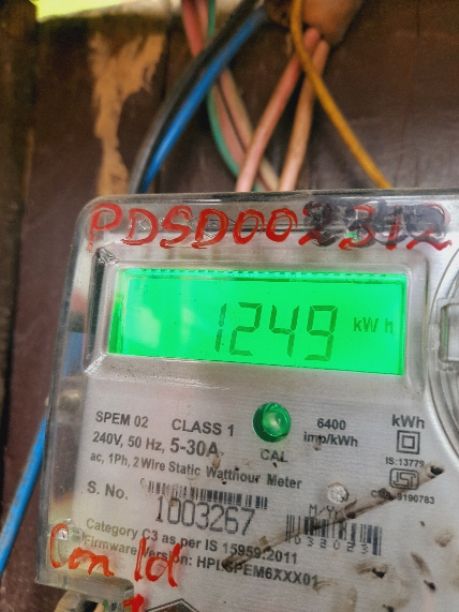 PDSD002312
1249 kWh
SPEM 02 CLASS 1 6400 kWh
240V, 50 Hz, 5-30A imp/kWh
CAL
ac, 1Ph, 2 Wire Static Watthour Meter IS:13779
S. No. 1003267 M/Y
Category C3 as per IS 15959:2011 032023
Firmware Version: HPLSPEM6XXX01
Con ld